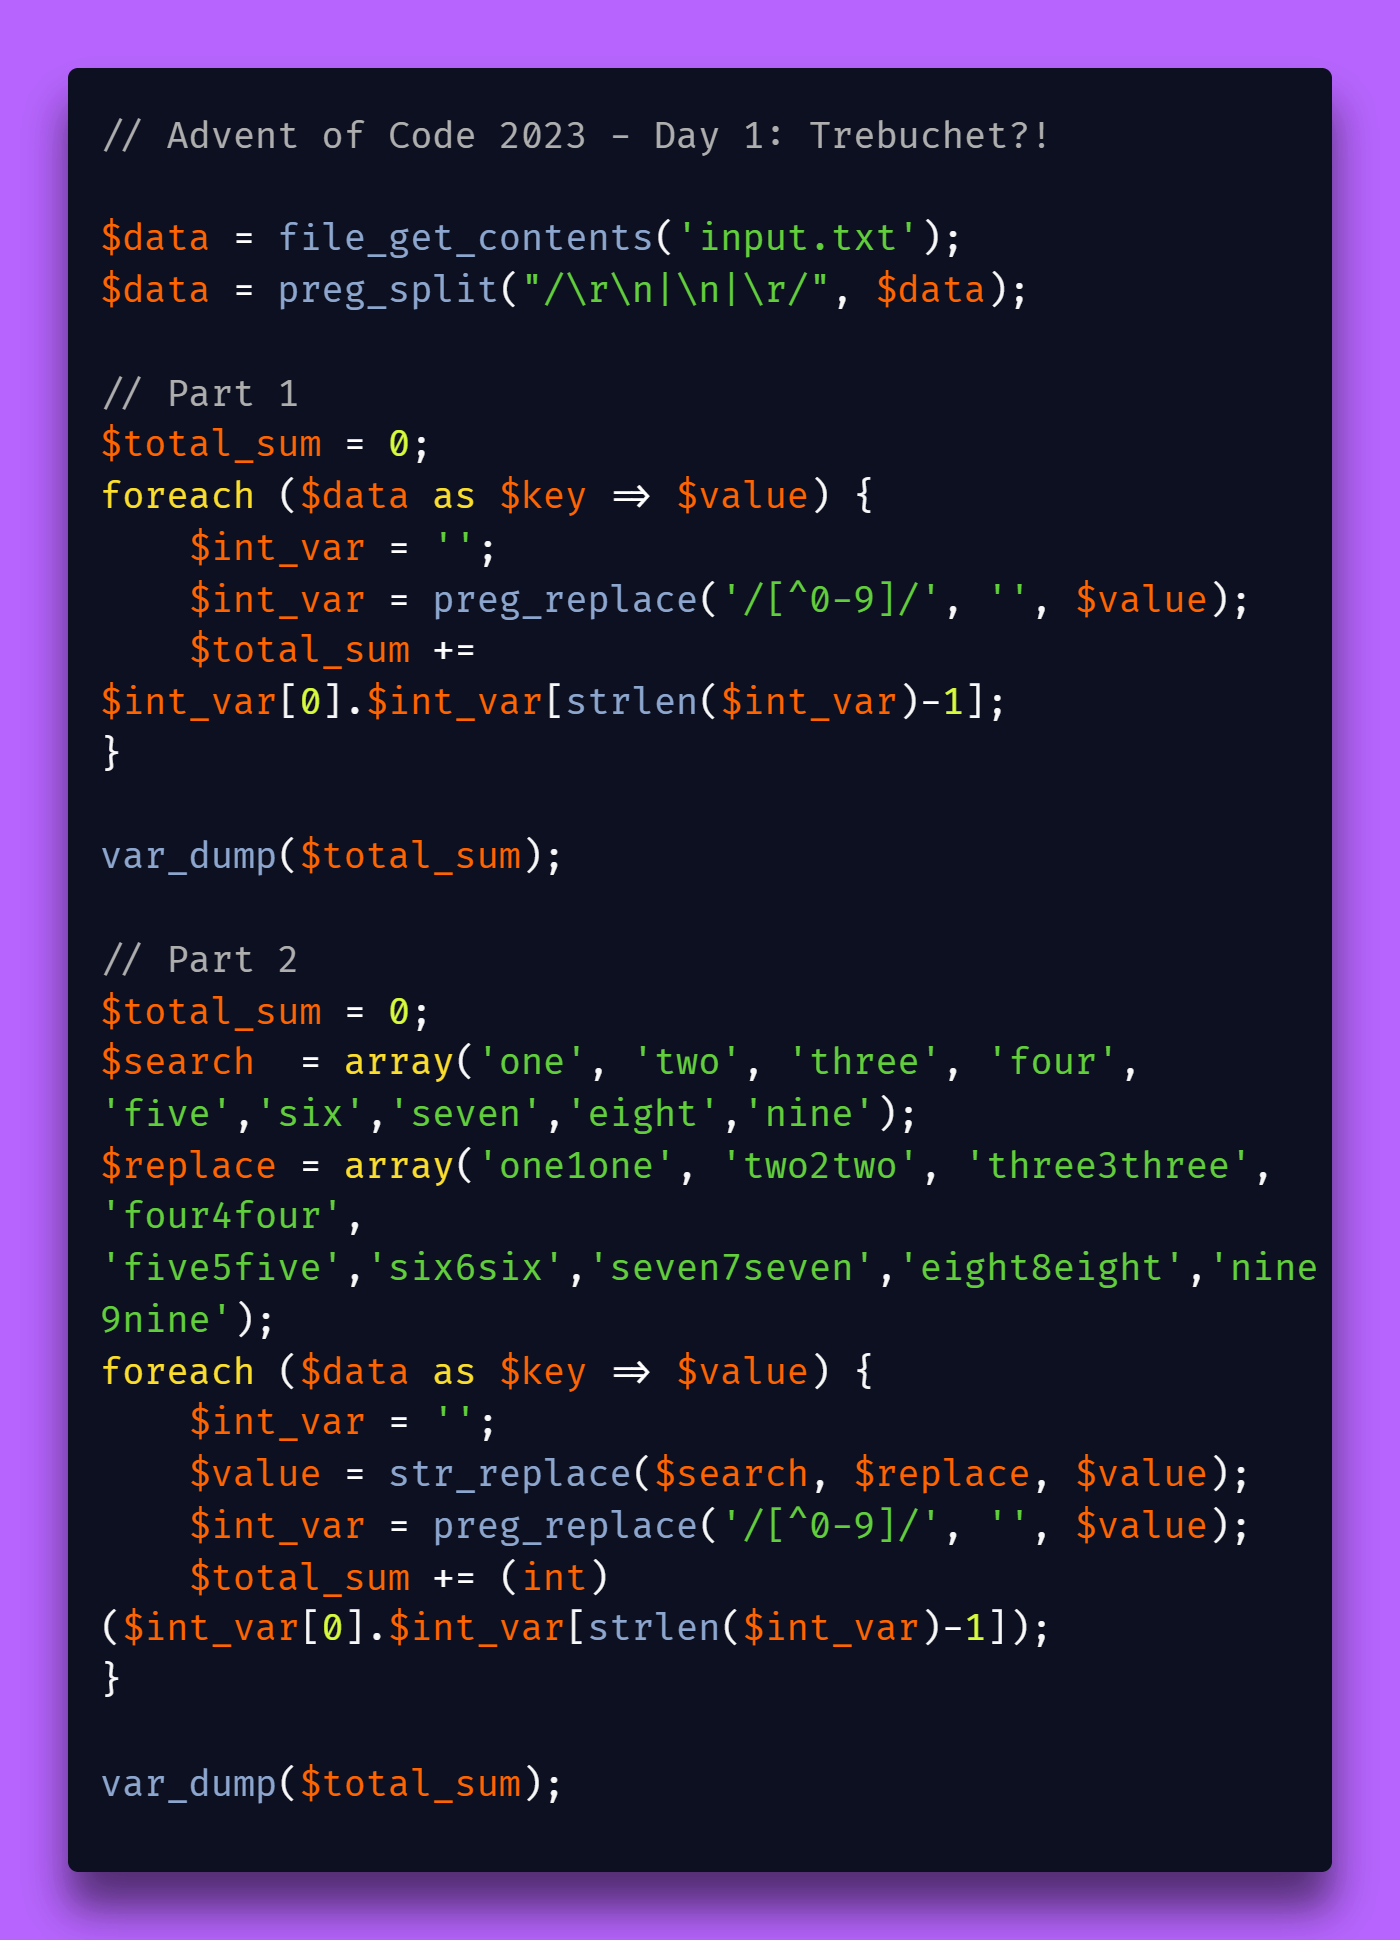 // Advent of Code 2023 - Day 1: Trebuchet?!

$data = file_get_contents('input.txt');
$data = preg_split("/\r\n|\n|\r/", $data);

// Part 1
$total_sum = 0;
foreach ($data as $key => $value) {
    $int_var = '';
    $int_var = preg_replace('/[^0-9]/', '', $value);
    $total_sum +=
$int_var[0].$int_var[strlen($int_var)-1];
}

var_dump($total_sum);

// Part 2
$total_sum = 0;
$search  = array('one', 'two', 'three', 'four',
'five','six','seven','eight','nine');
$replace = array('one1one', 'two2two', 'three3three',
'four4four',
'five5five','six6six','seven7seven','eight8eight','nine
9nine');
foreach ($data as $key => $value) {
    $int_var = '';
    $value = str_replace($search, $replace, $value);
    $int_var = preg_replace('/[^0-9]/', '', $value);
    $total_sum += (int)
($int_var[0].$int_var[strlen($int_var)-1]);
}

var_dump($total_sum);